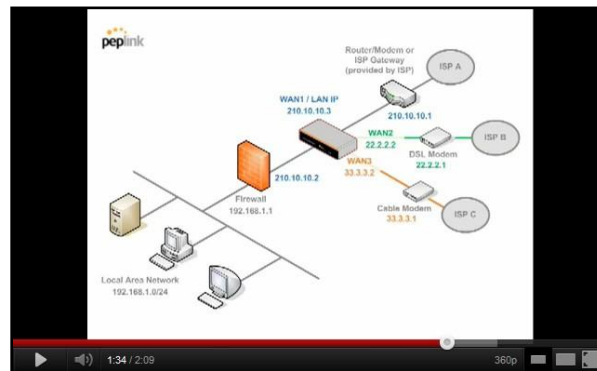 peplink
Router/Modem or
ISP Gateway
(provided by ISP)
ISP A
WAN1 / LAN IP
210.10.10.3
210.10.10.1
WAN2
22.2.2.2
ISP B
DSL Modem
22.2.2.1
WAN3
33.3.3.2
210.10.10.2
Firewall
192.168.1.1
Cable Modem
33.3.3.1
ISP C
Local Area Network
192.168.1.0/24
1:34 / 2:09
360p